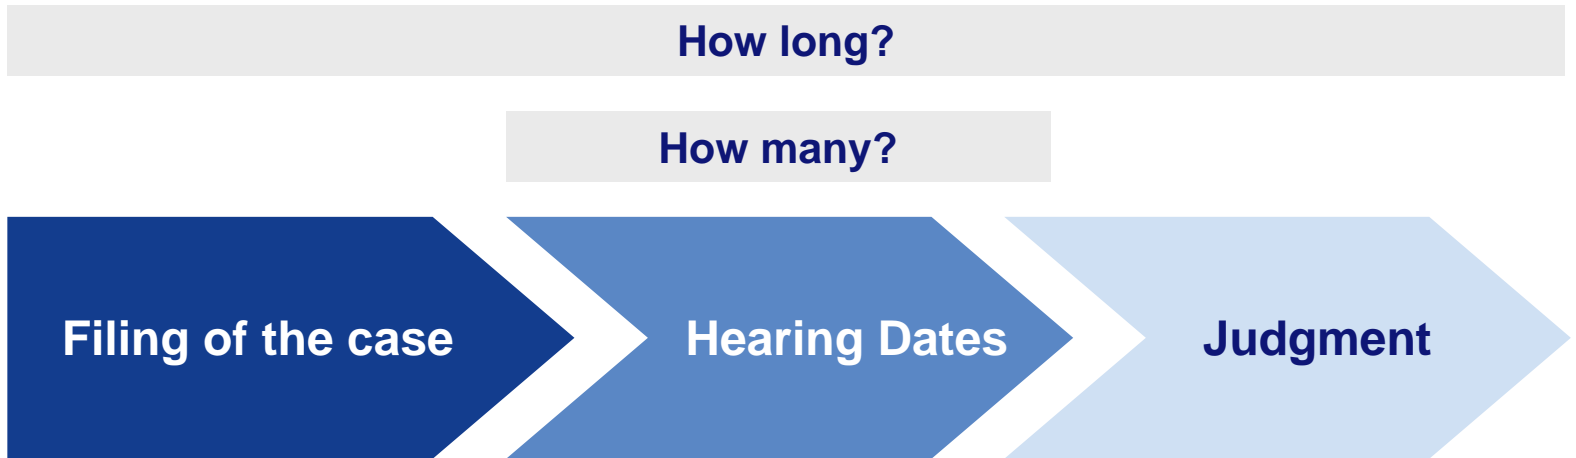 How long?
How many?
Filing of the case
Hearing Dates
Judgment